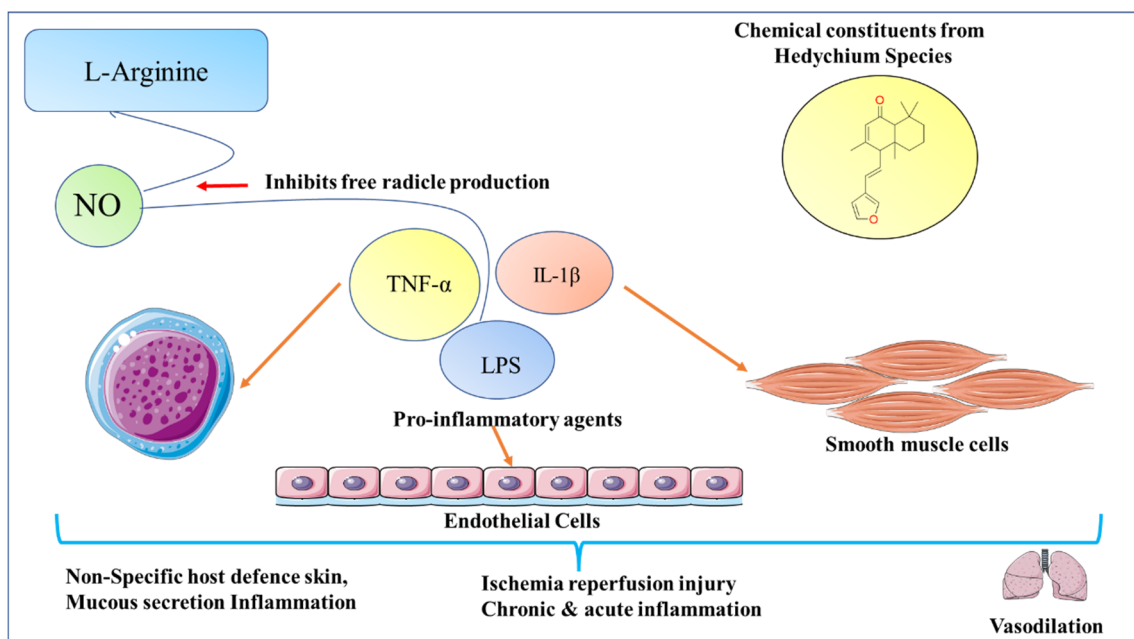 L-Arginine
Chemical constituents from
Hedychium Species
O
O
NO
Inhibits free radicle production
TNF-α
IL-1β
LPS
Pro-inflammatory agents
Smooth muscle cells
Endothelial Cells
Non-Specific host defence skin,
Mucous secretion Inflammation
Ischemia reperfusion injury
Chronic & acute inflammation
Vasodilation